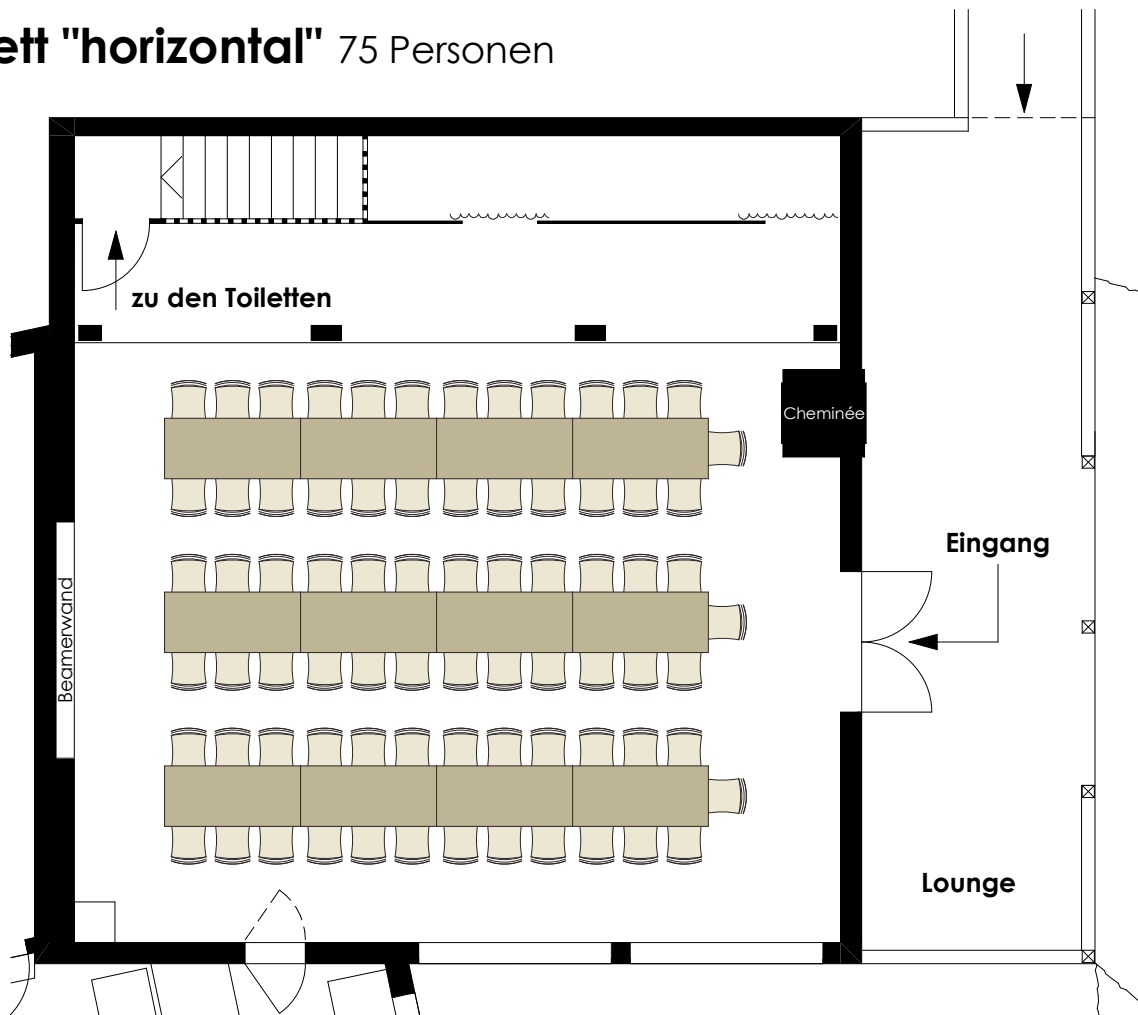 ett "horizontal" 75 Personen
zu den Toiletten
Cheminée
Eingang
Beamerwand
Lounge